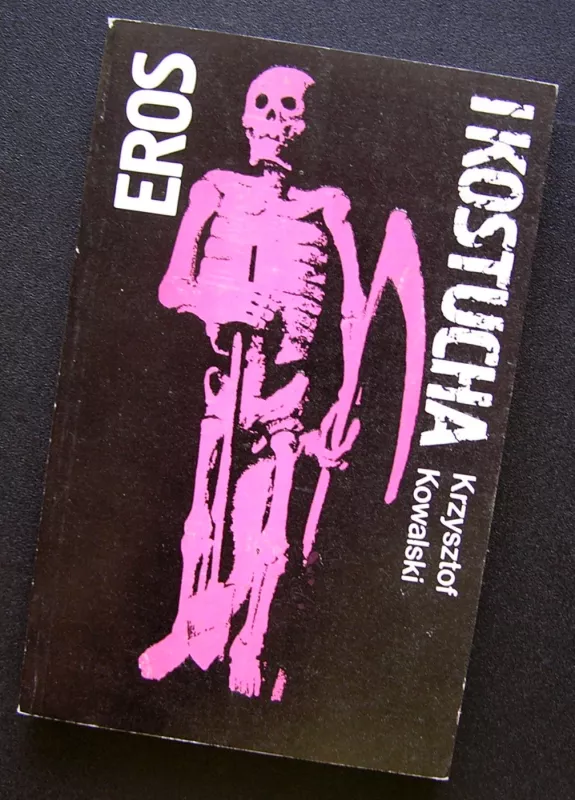 EROS
I KOSTUCHA
Krzysztof
Kowalski